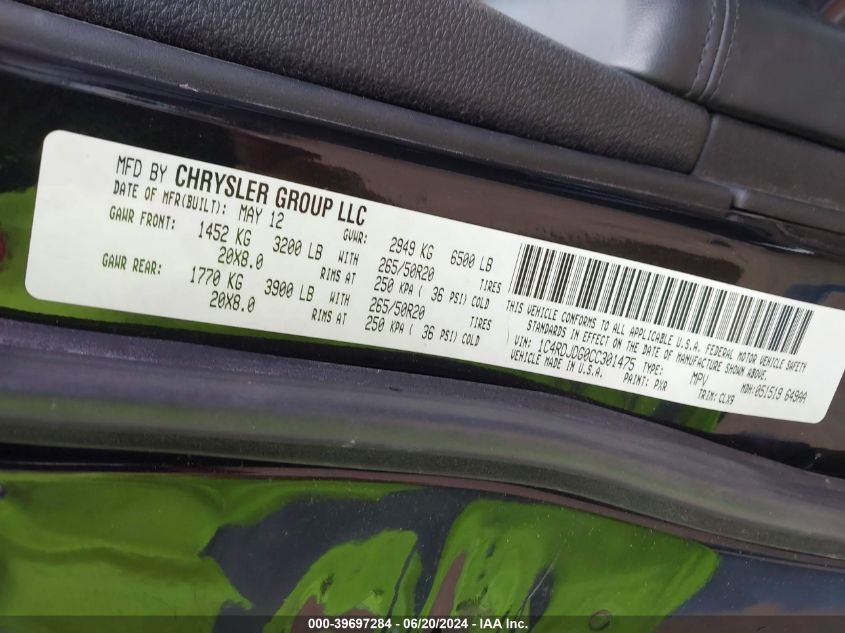 MFD BY CHRYSLER GROUP LLC
DATE OF MFR(BUILT): MAY 12 GVWR: 2949 KG 6500 LB
GAWR FRONT: 1452 KG 3200 LB WITH 265/50R20 TIRES
20X8.0 RIMS AT 250 KPA ( 36 PSI) COLD
GAWR REAR: 1770 KG 3900 LB WITH 265/50R20 TIRES
20X8.0 RIMS AT 250 KPA ( 36 PSI) COLD
THIS VEHICLE CONFORMS TO ALL APPLICABLE U.S.A. FEDERAL MOTOR VEHICLE SAFETY
STANDARDS IN EFFECT ON THE DATE OF MANUFACTURE SHOWN ABOVE.
VIN: 1C4RDJDG0CC301475 TYPE: MPV MDH: 051519 649AA
VEHICLE MADE IN U.S.A. PAINT: PXR TRIM: CLX9
000-39697284 / 06/20/2024 / IAA Inc.